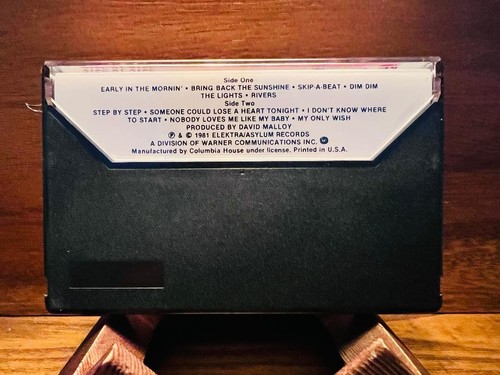 Side One
EARLY IN THE MORNIN' • BRING BACK THE SUNSHINE • SKIP-A-BEAT • DIM DIM
THE LIGHTS • RIVERS
Side Two
STEP BY STEP • SOMEONE COULD LOSE A HEART TONIGHT • I DON'T KNOW WHERE
TO START • NOBODY LOVES ME LIKE MY BABY • MY ONLY WISH
PRODUCED BY DAVID MALLOY
℗ & © 1981 ELEKTRA/ASYLUM RECORDS
A DIVISION OF WARNER COMMUNICATIONS INC.
Manufactured by Columbia House under license. Printed in U.S.A.